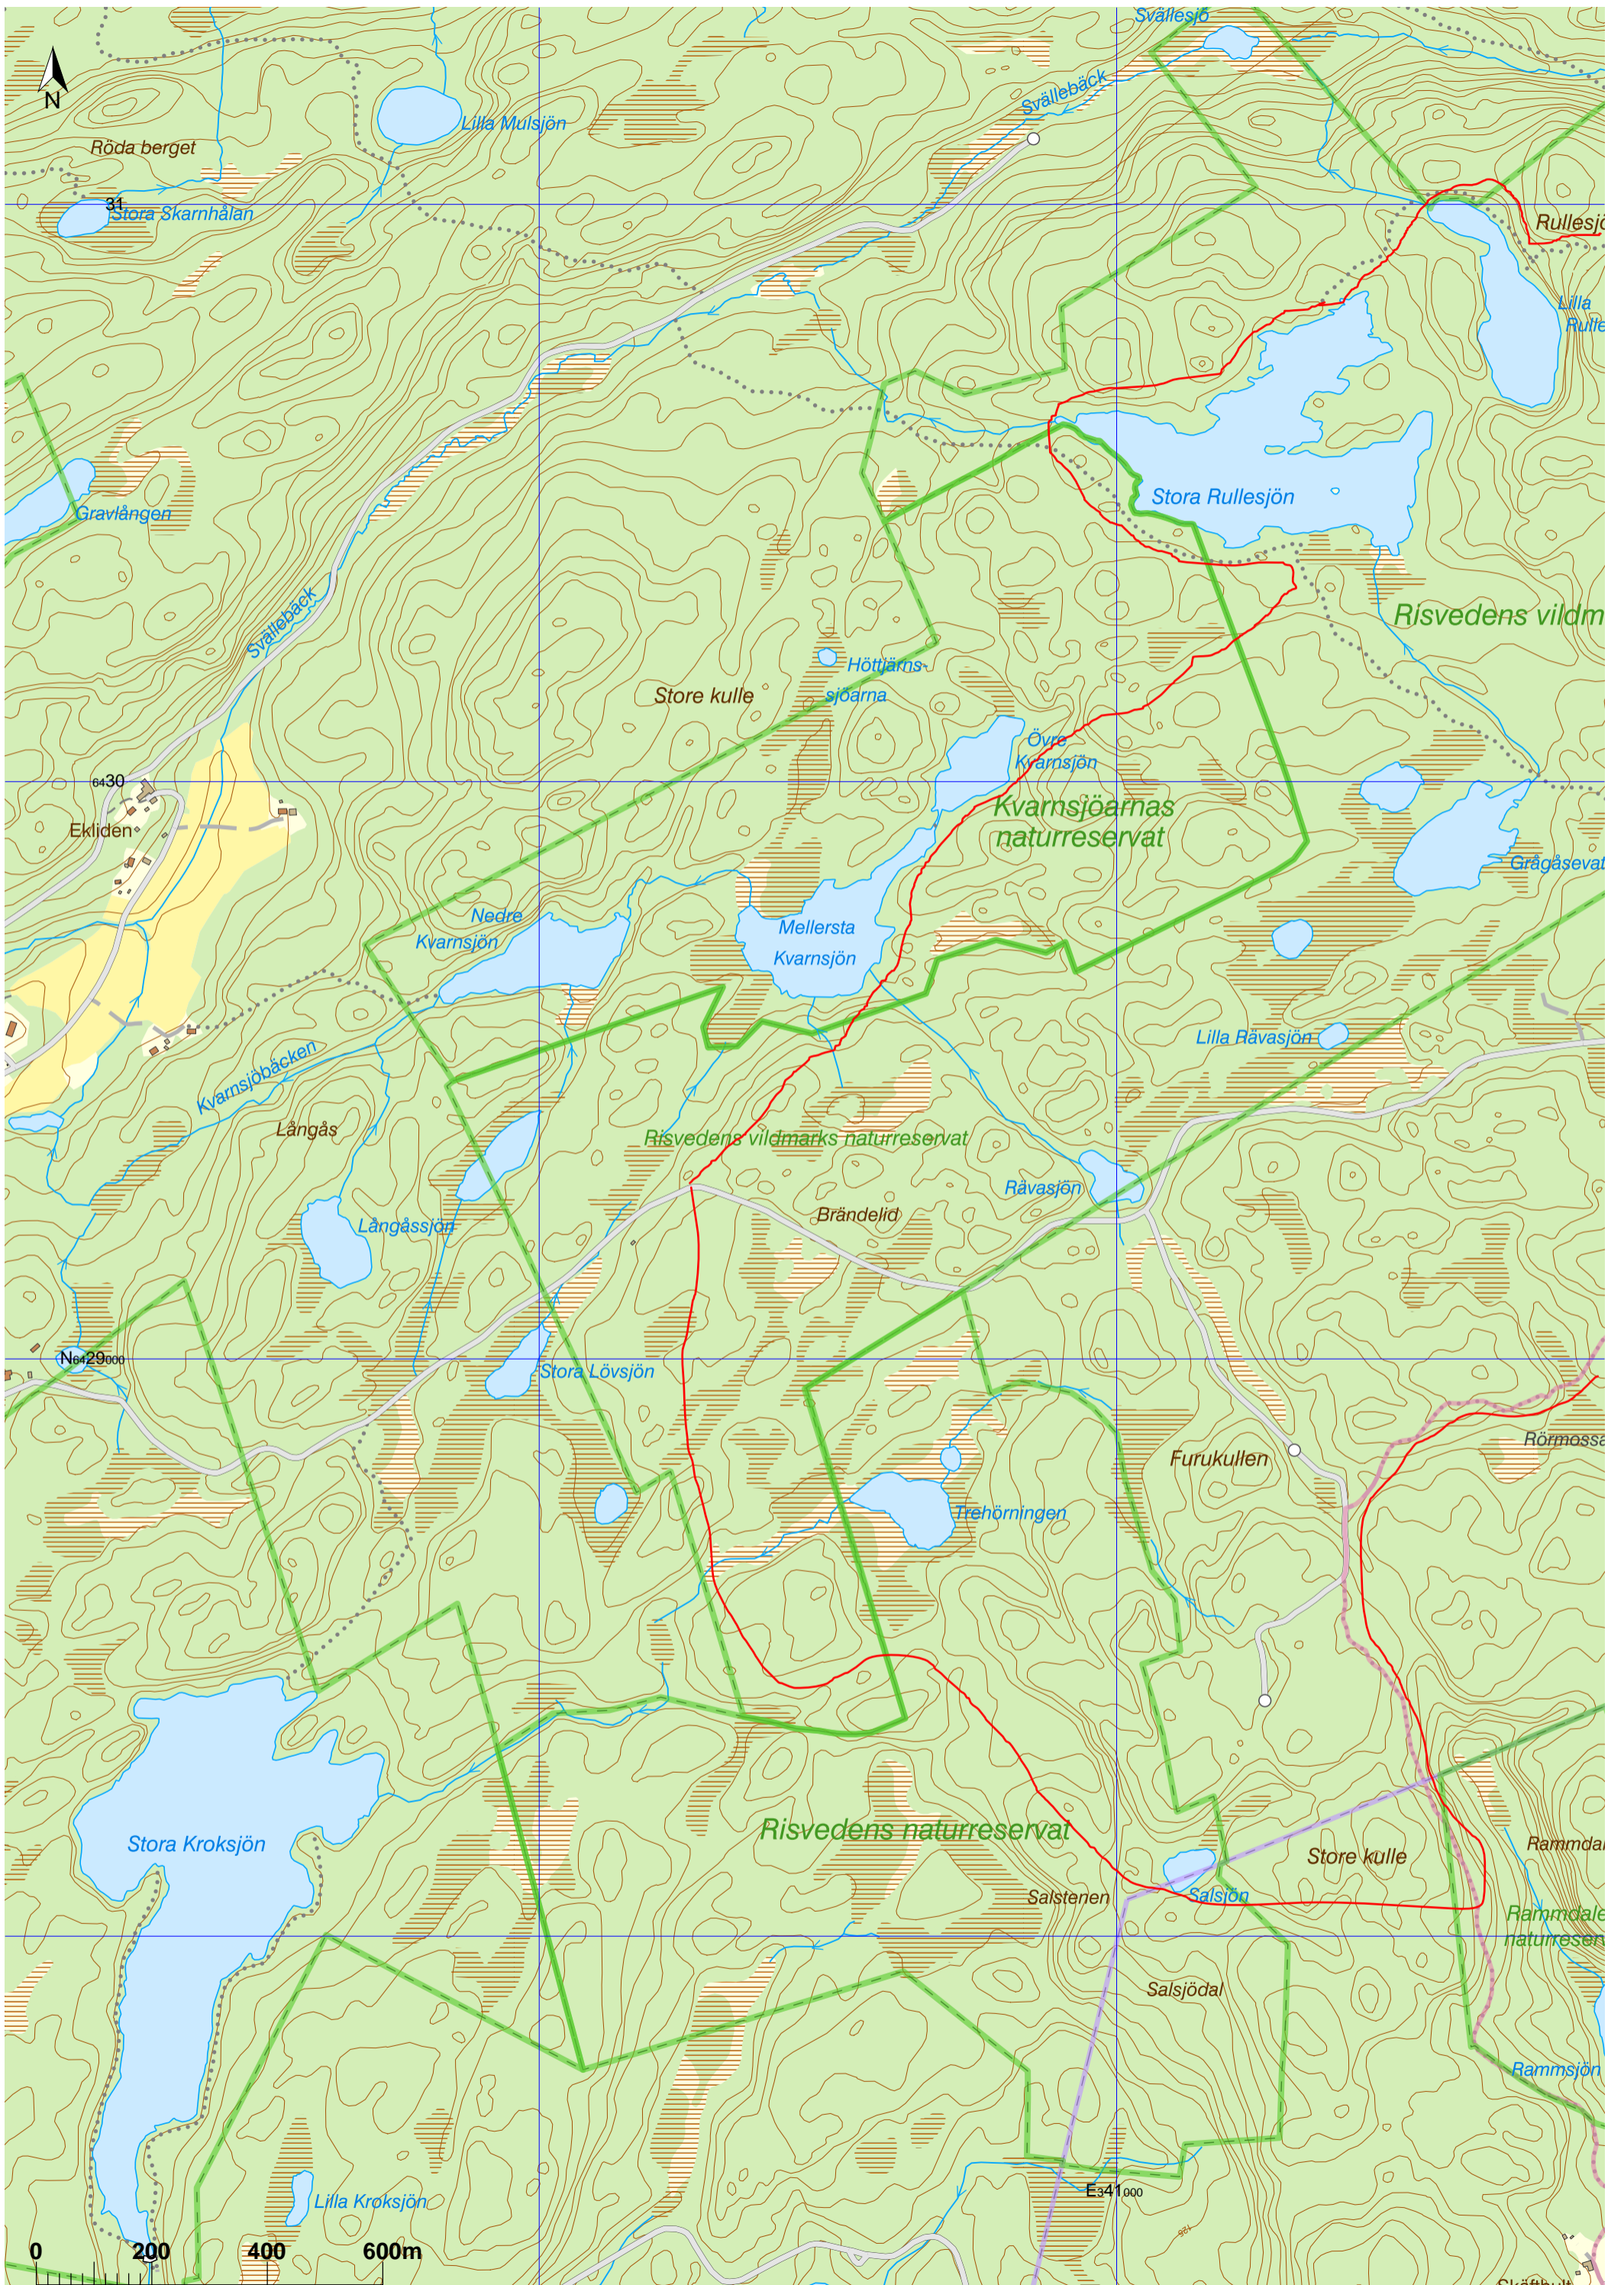 Svällesjö
Svällebäck
N
Lilla Mulsjön
Röda berget
31
Stora Skarnhålan
Rullesjö
Lilla
Rulle
Stora Rullesjön
Gravlången
Svällebäck
Risvedens vildm
Höttjärns-
sjöarna
Store kulle
Övre
Kvarnsjön
6430
Kvarnsjöarnas
naturreservat
Ekliden
Grågåsevat
Nedre
Kvarnsjön
Mellersta
Kvarnsjön
Lilla Rävasjön
Kvarnsjöbäcken
Långås
Risvedens vildmarks naturreservat
Rävasjön
Brändelid
Långåssjön
N6429000
Stora Lövsjön
Rörmossa
Furukullen
Trehörningen
Risvedens naturreservat
Stora Kroksjön
Rammdal
Store kulle
Salstenen
Salsjön
Rammdale
naturreserv
Salsjödal
Rammsjön
E341000
Lilla Kroksjön
125
0 200 400 600m
Skäfthult